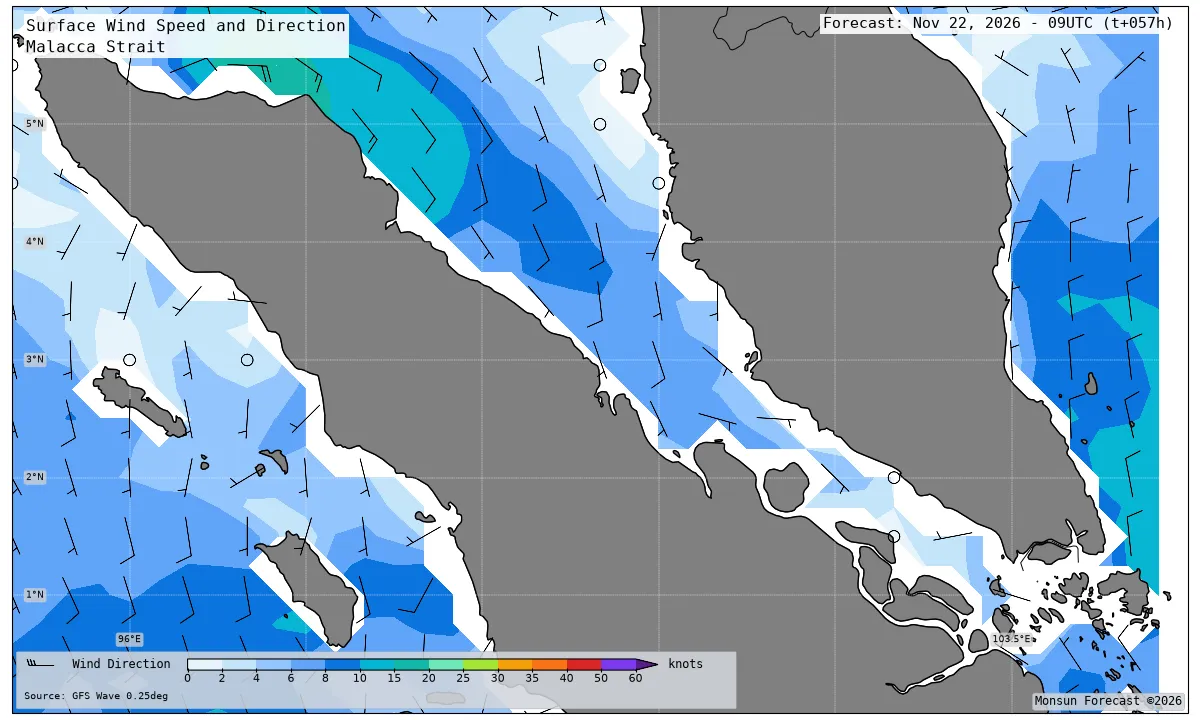 Surface Wind Speed and Direction
Malacca Strait
Forecast: Nov 22, 2026 - 09UTC (t+057h)
5°N
4°N
3°N
2°N
1°N
96°E
103.5°E
Wind Direction
0 2 4 6 8 10 12 15 20 25 30 35 40 50 60
knots
Source: GFS Wave 0.25deg
Monsun Forecast ©2026